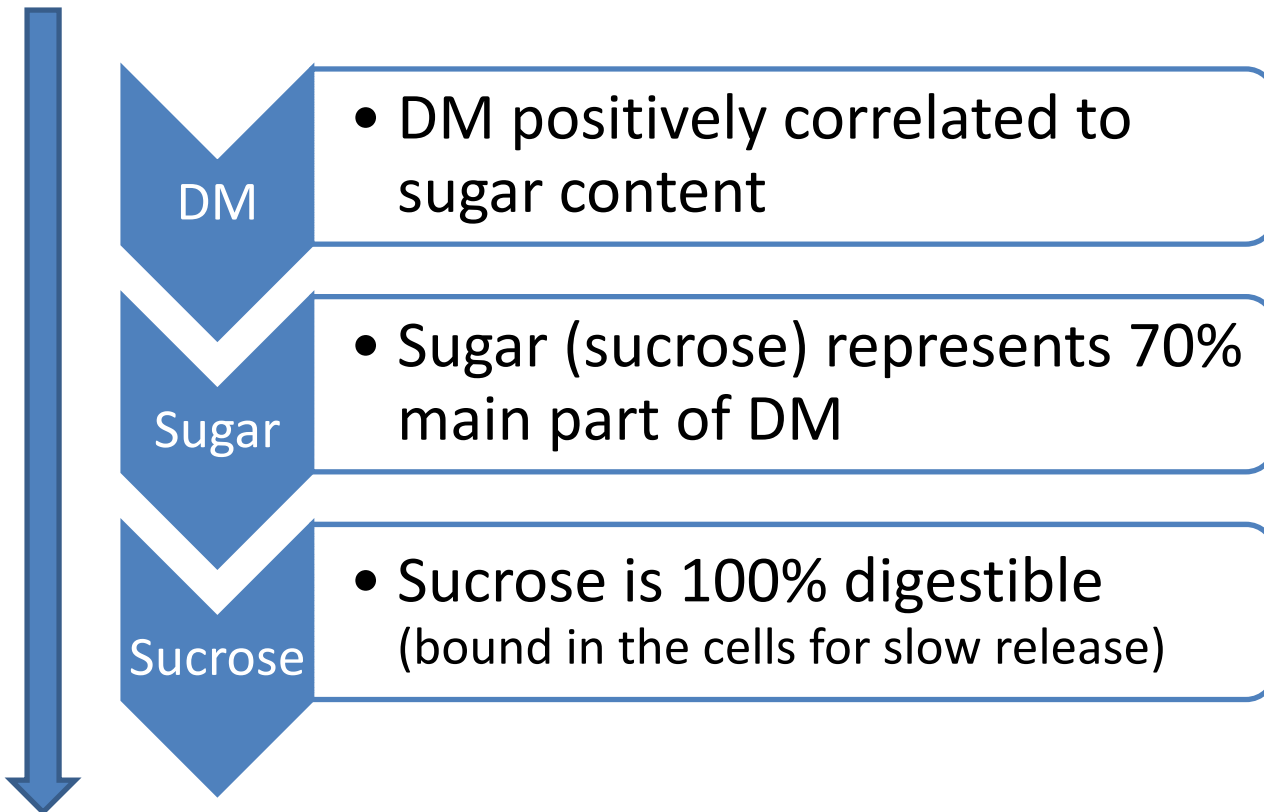 DM
• DM positively correlated to
sugar content
Sugar
• Sugar (sucrose) represents 70%
main part of DM
Sucrose
• Sucrose is 100% digestible
(bound in the cells for slow release)